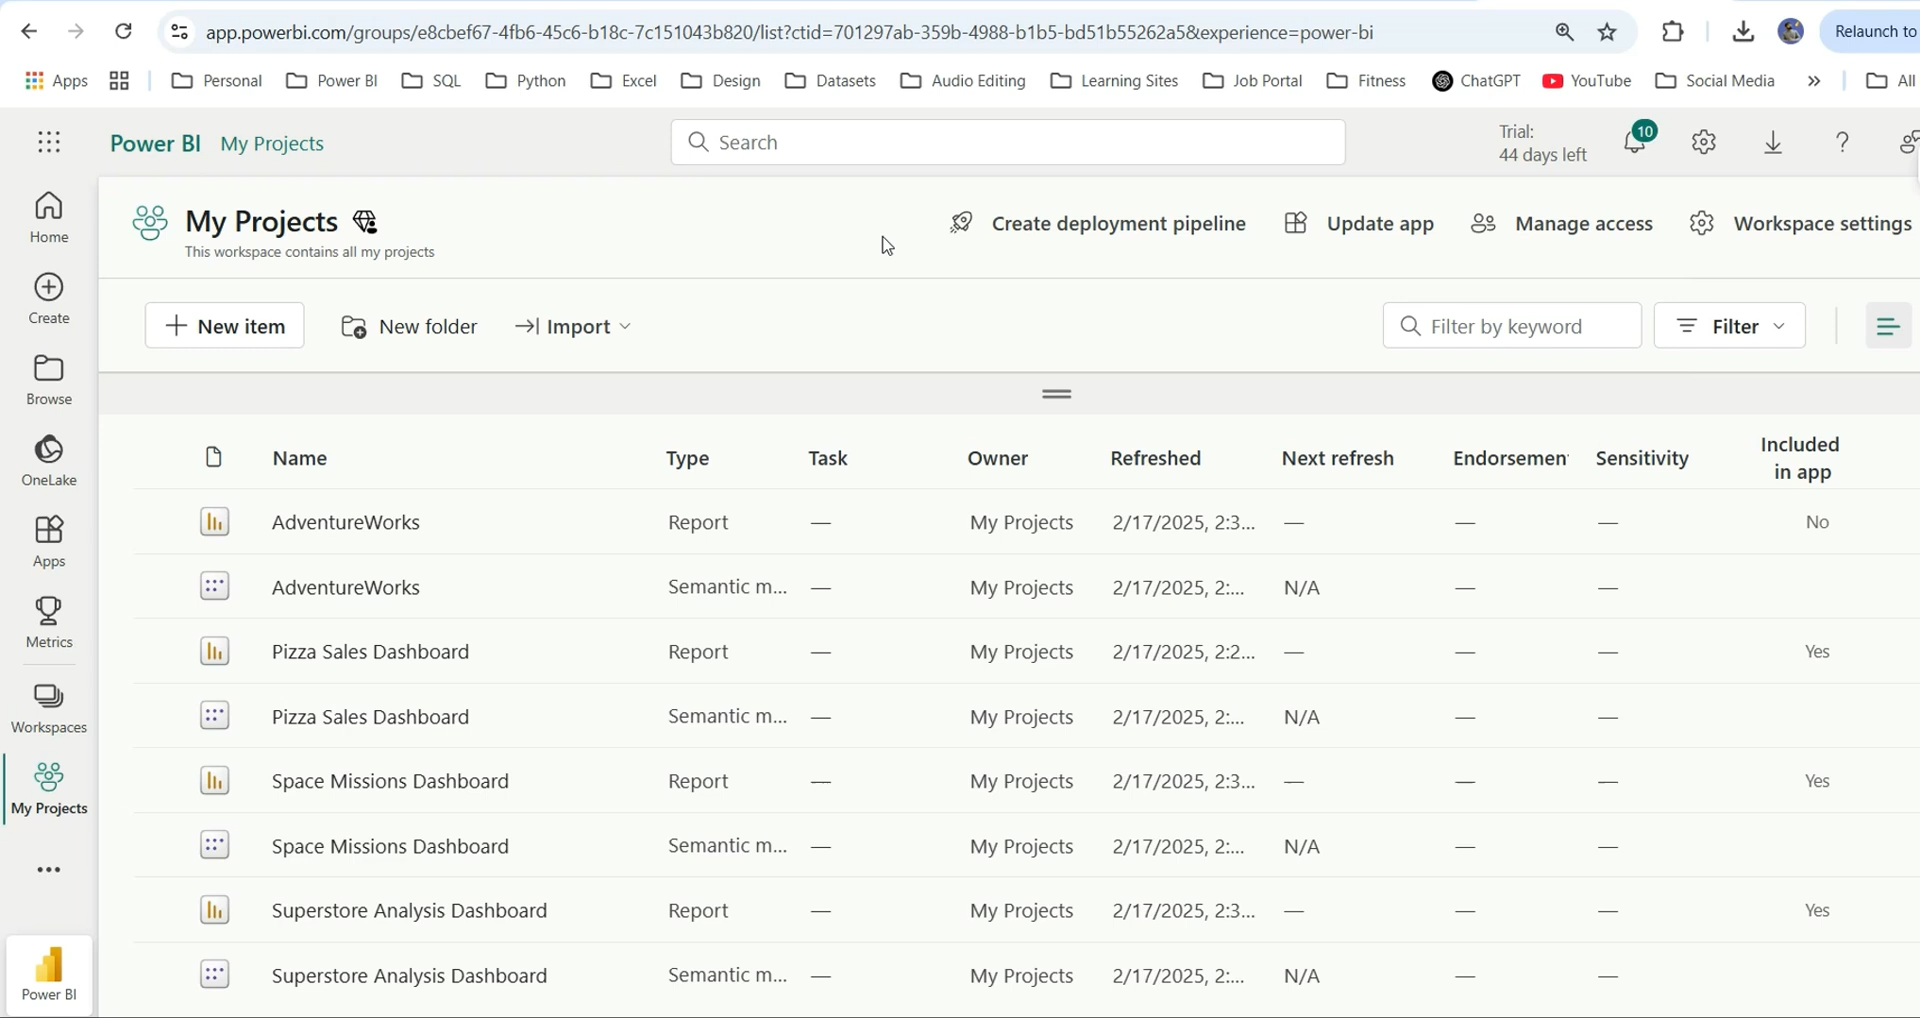 app.powerbi.com/groups/e8cbef67-4fb6-45c6-b18c-7c151043b820/list?ctid=701297ab-359b-4988-b1b5-bd51b55262a5&experience=power-bi
Relaunch to
Apps Personal Power BI SQL Python Excel Design Datasets Audio Editing Learning Sites Job Portal Fitness ChatGPT YouTube Social Media » All
Power BI My Projects
Search
Trial:
44 days left
10
?
Home
Create
Browse
OneLake
Apps
Metrics
Workspaces
My Projects
Power BI
My Projects
This workspace contains all my projects
Create deployment pipeline Update app Manage access Workspace settings
New item New folder Import
Filter by keyword Filter
Name Type Task Owner Refreshed Next refresh Endorsemen Sensitivity Included
in app
AdventureWorks Report — My Projects 2/17/2025, 2:3... — — — No
AdventureWorks Semantic m... — My Projects 2/17/2025, 2:... N/A — —
Pizza Sales Dashboard Report — My Projects 2/17/2025, 2:2... — — — Yes
Pizza Sales Dashboard Semantic m... — My Projects 2/17/2025, 2:... N/A — —
Space Missions Dashboard Report — My Projects 2/17/2025, 2:3... — — — Yes
Space Missions Dashboard Semantic m... — My Projects 2/17/2025, 2:... N/A — —
Superstore Analysis Dashboard Report — My Projects 2/17/2025, 2:3... — — — Yes
Superstore Analysis Dashboard Semantic m... — My Projects 2/17/2025, 2:... N/A — —